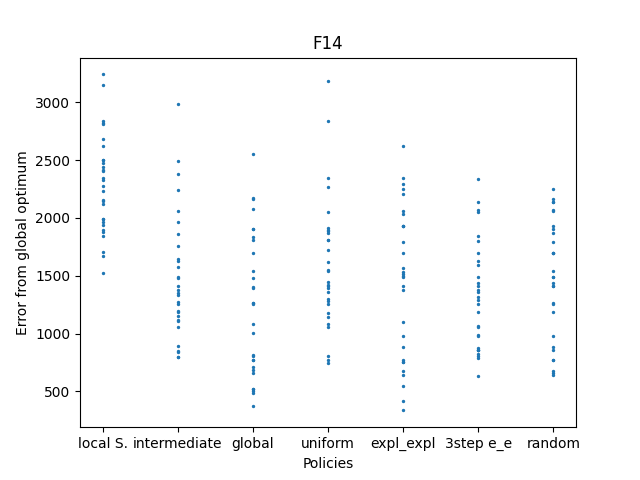 F14
Error from global optimum
3000
2500
2000
1500
1000
500
local S. intermediate global uniform expl_expl 3step e_e random
Policies